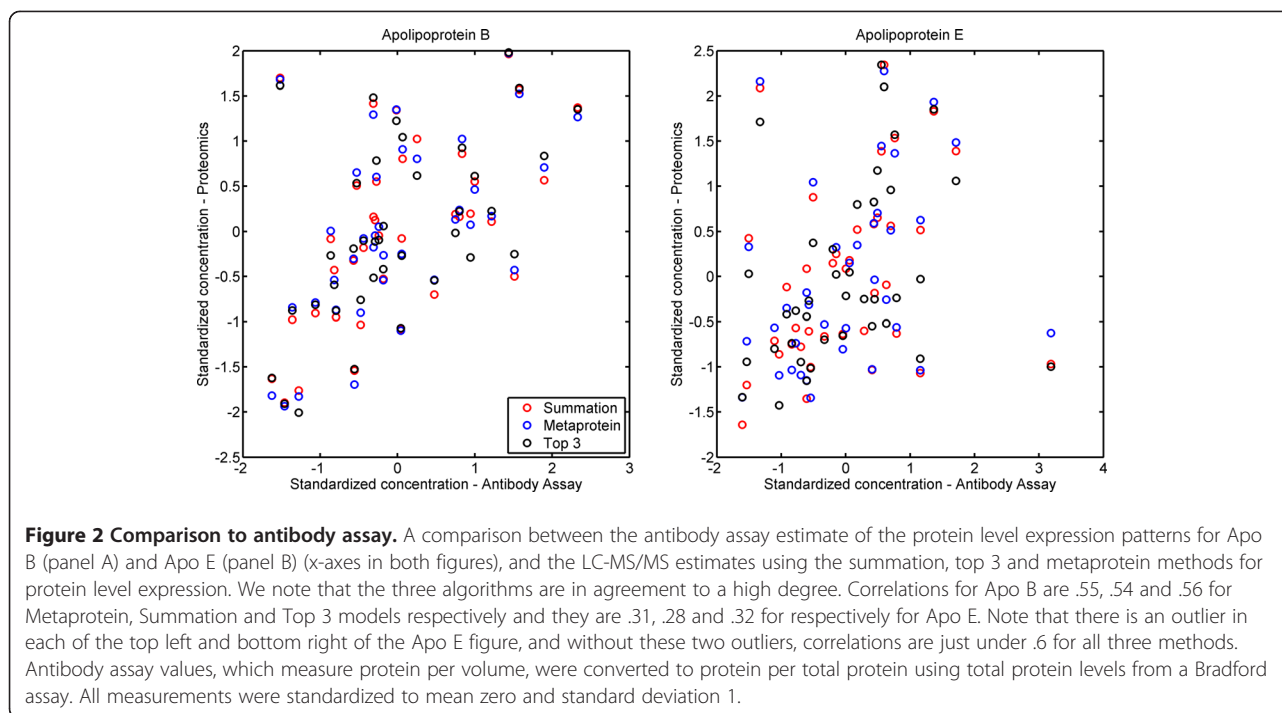 Apolipoprotein B
2
1.5
1
0.5
0
-0.5
-1
-1.5
-2
-2.5
Standardized concentration - Proteomics
-2 -1 0 1 2 3
Standardized concentration - Antibody Assay
Summation
Metaprotein
Top 3
Apolipoprotein E
2.5
2
1.5
1
0.5
0
-0.5
-1
-1.5
-2
Standardized concentration - Proteomics
-2 -1 0 1 2 3 4
Standardized concentration - Antibody Assay
Figure 2 Comparison to antibody assay. A comparison between the antibody assay estimate of the protein level expression patterns for Apo
B (panel A) and Apo E (panel B) (x-axes in both figures), and the LC-MS/MS estimates using the summation, top 3 and metaprotein methods for
protein level expression. We note that the three algorithms are in agreement to a high degree. Correlations for Apo B are .55, .54 and .56 for
Metaprotein, Summation and Top 3 models respectively and they are .31, .28 and .32 for respectively for Apo E. Note that there is an outlier in
each of the top left and bottom right of the Apo E figure, and without these two outliers, correlations are just under .6 for all three methods.
Antibody assay values, which measure protein per volume, were converted to protein per total protein using total protein levels from a Bradford
assay. All measurements were standardized to mean zero and standard deviation 1.